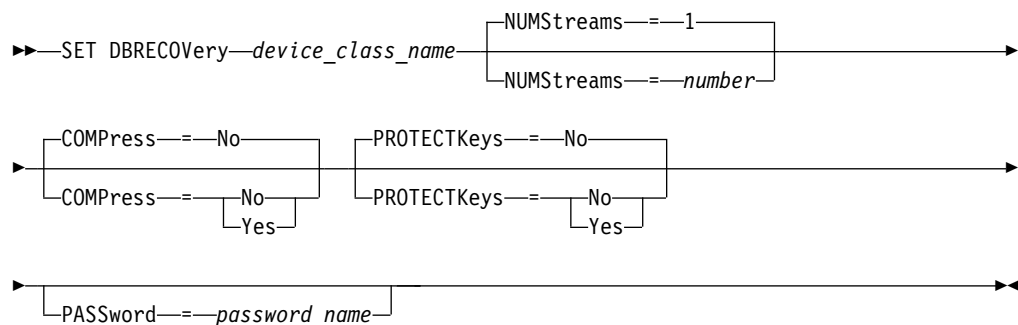 NUMStreams = 1
SET DBRECOVery device_class_name
NUMStreams = number
COMPress = No PROTECTKeys = No
COMPress = No PROTECTKeys = No
Yes Yes
PASSword = password name